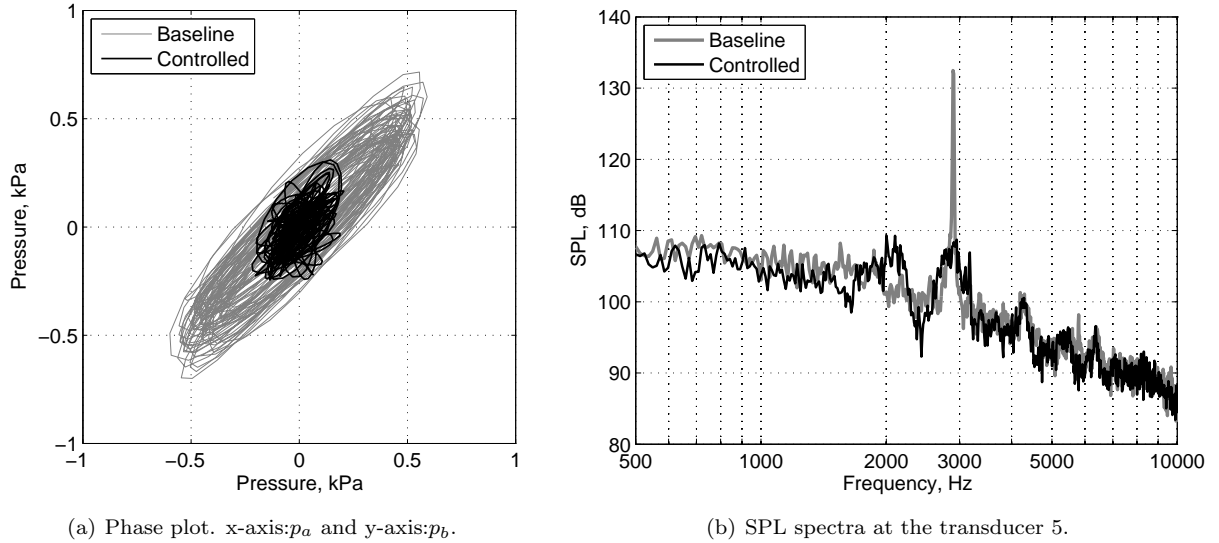 Baseline
Controlled
1
0.5
0
−0.5
−1
−1 −0.5 0 0.5 1
Pressure, kPa
Pressure, kPa
(a) Phase plot. x-axis:p_a and y-axis:p_b.
Baseline
Controlled
140
130
120
110
100
90
80
500 1000 2000 3000 5000 10000
SPL, dB
Frequency, Hz
(b) SPL spectra at the transducer 5.